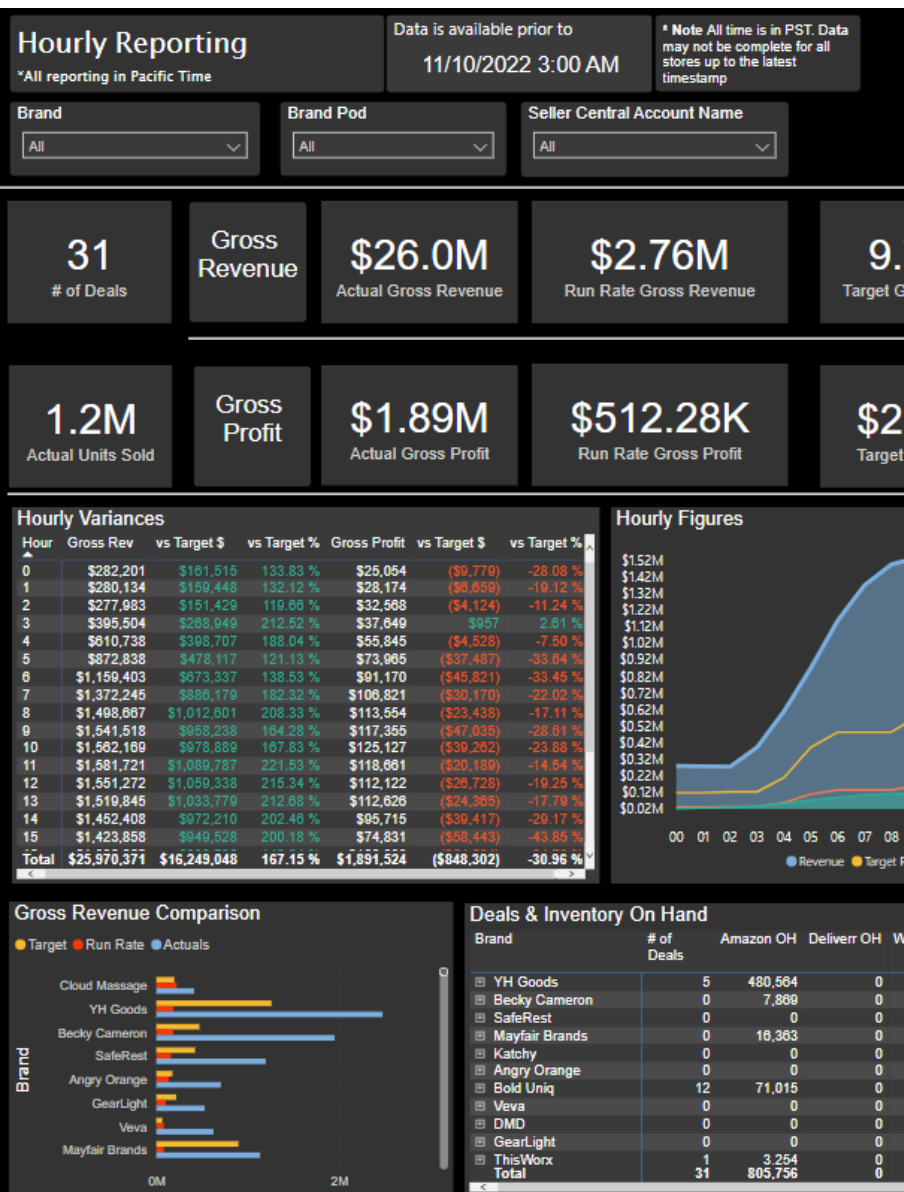 Hourly Reporting
*All reporting in Pacific Time
Data is available prior to
11/10/2022 3:00 AM
* Note All time is in PST. Data
may not be complete for all
stores up to the latest
timestamp
Brand
All
Brand Pod
All
Seller Central Account Name
All
31
# of Deals
Gross
Revenue
$26.0M
Actual Gross Revenue
$2.76M
Run Rate Gross Revenue
9.
Target G
1.2M
Actual Units Sold
Gross
Profit
$1.89M
Actual Gross Profit
$512.28K
Run Rate Gross Profit
$2
Target
Hourly Variances
Hour Gross Rev vs Target $ vs Target % Gross Profit vs Target $ vs Target %
0 $282,201 $161,515 133.83 % $25,054 ($9,779) -28.08 %
1 $280,134 $159,448 132.12 % $28,174 ($6,659) -19.12 %
2 $277,983 $151,429 119.66 % $32,568 ($4,124) -11.24 %
3 $395,504 $268,949 212.52 % $37,649 $957 2.61 %
4 $610,738 $398,707 188.04 % $55,845 ($4,528) -7.50 %
5 $872,838 $478,117 121.13 % $73,965 ($37,487) -33.64 %
6 $1,159,403 $673,337 138.53 % $91,170 ($45,821) -33.45 %
7 $1,372,245 $886,179 182.32 % $106,821 ($30,170) -22.02 %
8 $1,498,667 $1,012,601 208.33 % $113,554 ($23,438) -17.11 %
9 $1,541,518 $958,238 164.28 % $117,355 ($47,035) -28.61 %
10 $1,562,169 $978,889 167.83 % $125,127 ($39,262) -23.88 %
11 $1,581,721 $1,089,787 221.53 % $118,661 ($20,189) -14.54 %
12 $1,551,272 $1,059,338 215.34 % $112,122 ($26,728) -19.25 %
13 $1,519,845 $1,033,779 212.68 % $112,626 ($24,365) -17.79 %
14 $1,452,408 $972,210 202.46 % $95,715 ($39,417) -29.17 %
15 $1,423,858 $949,528 200.18 % $74,831 ($58,443) -43.85 %
Total $25,970,371 $16,249,048 167.15 % $1,891,524 ($848,302) -30.96 %
Hourly Figures
$1.52M
$1.42M
$1.32M
$1.22M
$1.12M
$1.02M
$0.92M
$0.82M
$0.72M
$0.62M
$0.52M
$0.42M
$0.32M
$0.22M
$0.12M
$0.02M
00 01 02 03 04 05 06 07 08
Revenue Target R
Gross Revenue Comparison
Target Run Rate Actuals
Brand
Cloud Massage
YH Goods
Becky Cameron
SafeRest
Angry Orange
GearLight
Veva
Mayfair Brands
0M 2M
Deals & Inventory On Hand
Brand # of Deals Amazon OH Deliverr OH W
YH Goods 5 480,564 0
Becky Cameron 0 7,869 0
SafeRest 0 0 0
Mayfair Brands 0 16,363 0
Katchy 0 0 0
Angry Orange 0 0 0
Bold Uniq 12 71,015 0
Veva 0 0 0
DMD 0 0 0
GearLight 0 0 0
ThisWorx 1 3,254 0
Total 31 805,756 0